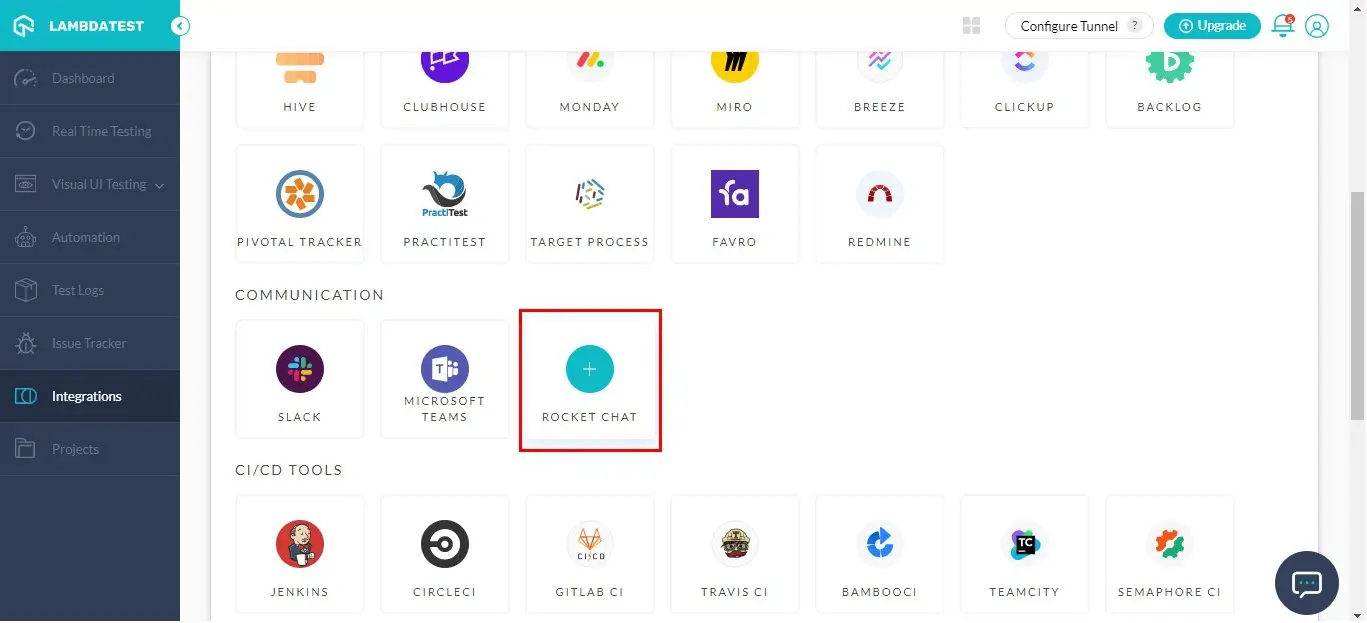 LAMBDATEST
Configure Tunnel ?
Upgrade
5
Dashboard
Real Time Testing
Visual UI Testing
Automation
Test Logs
Issue Tracker
Integrations
Projects
HIVE
CLUBHOUSE
MONDAY
MIRO
BREEZE
CLICKUP
BACKLOG
PractiTest
fa
PIVOTAL TRACKER
PRACTITEST
TARGET PROCESS
FAVRO
REDMINE
COMMUNICATION
T
SLACK
MICROSOFT
TEAMS
ROCKET CHAT
CI/CD TOOLS
CI/CD
TC
JENKINS
CIRCLECI
GITLAB CI
TRAVIS CI
BAMBOOCI
TEAMCITY
SEMAPHORE CI